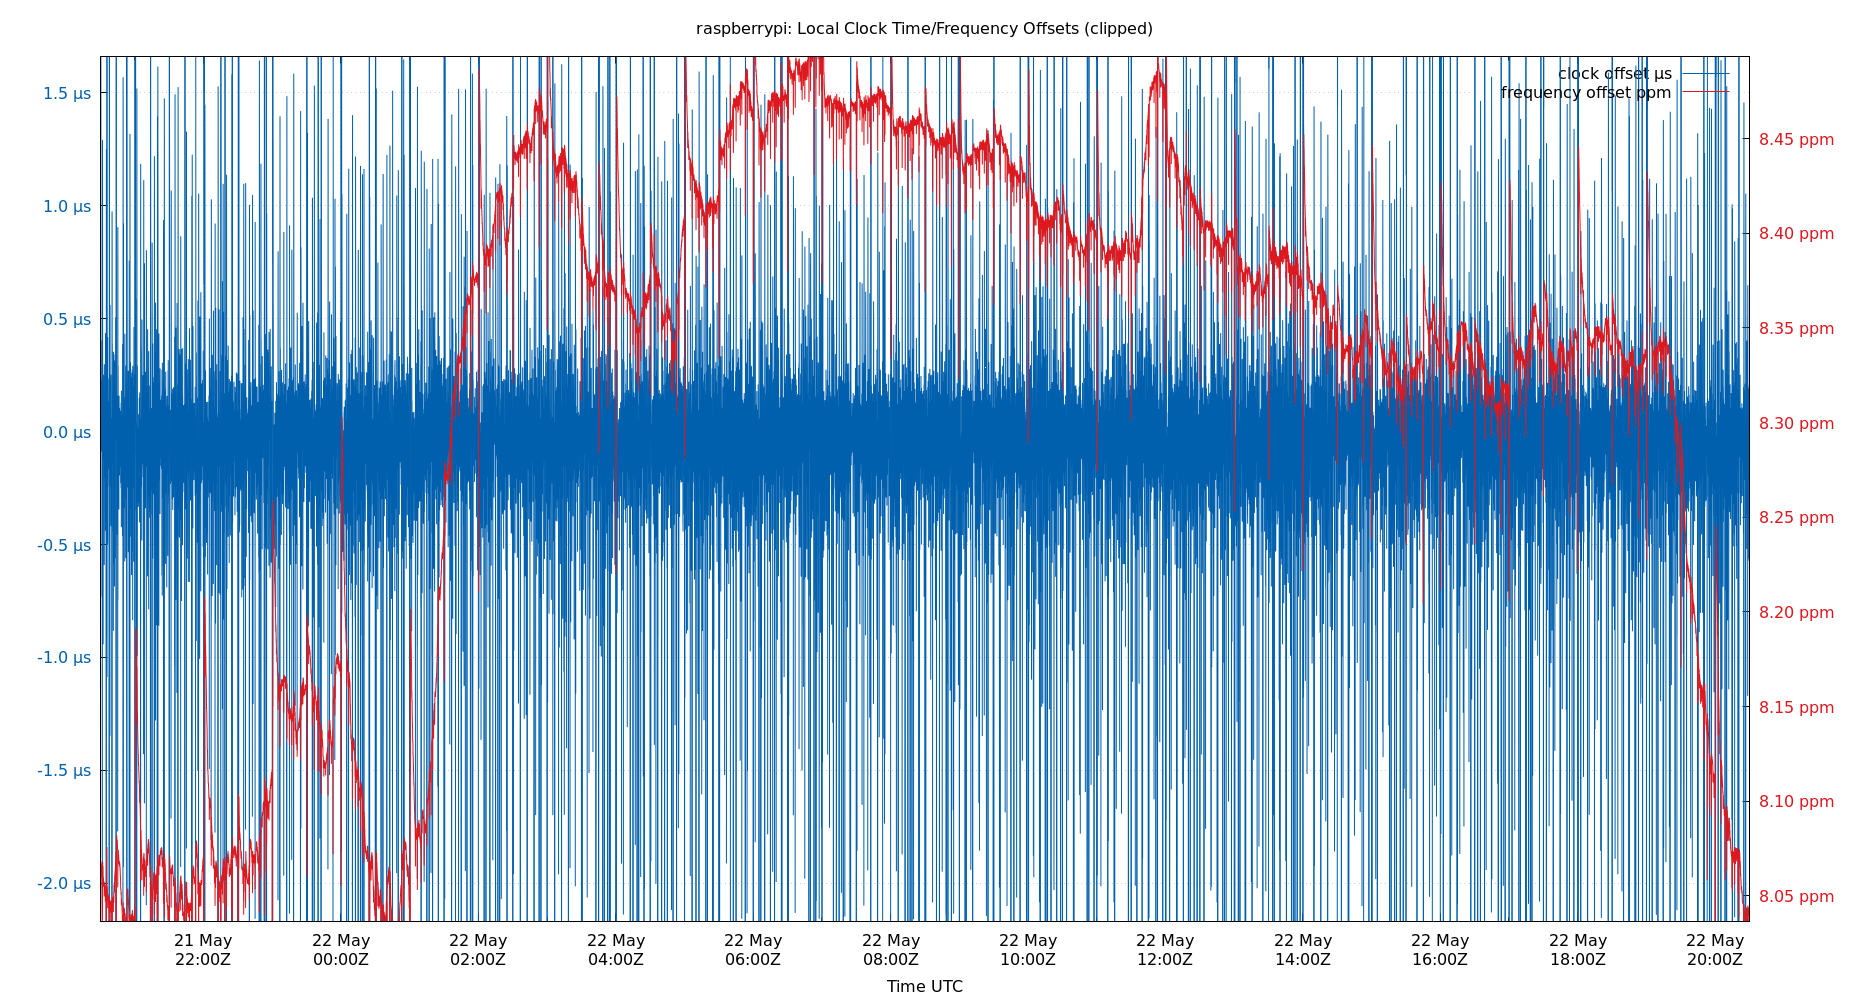 raspberrypi: Local Clock Time/Frequency Offsets (clipped)
clock offset µs
frequency offset ppm
1.5 µs
1.0 µs
0.5 µs
0.0 µs
-0.5 µs
-1.0 µs
-1.5 µs
-2.0 µs
8.45 ppm
8.40 ppm
8.35 ppm
8.30 ppm
8.25 ppm
8.20 ppm
8.15 ppm
8.10 ppm
8.05 ppm
21 May 22:00Z
22 May 00:00Z
22 May 02:00Z
22 May 04:00Z
22 May 06:00Z
22 May 08:00Z
22 May 10:00Z
22 May 12:00Z
22 May 14:00Z
22 May 16:00Z
22 May 18:00Z
22 May 20:00Z
Time UTC